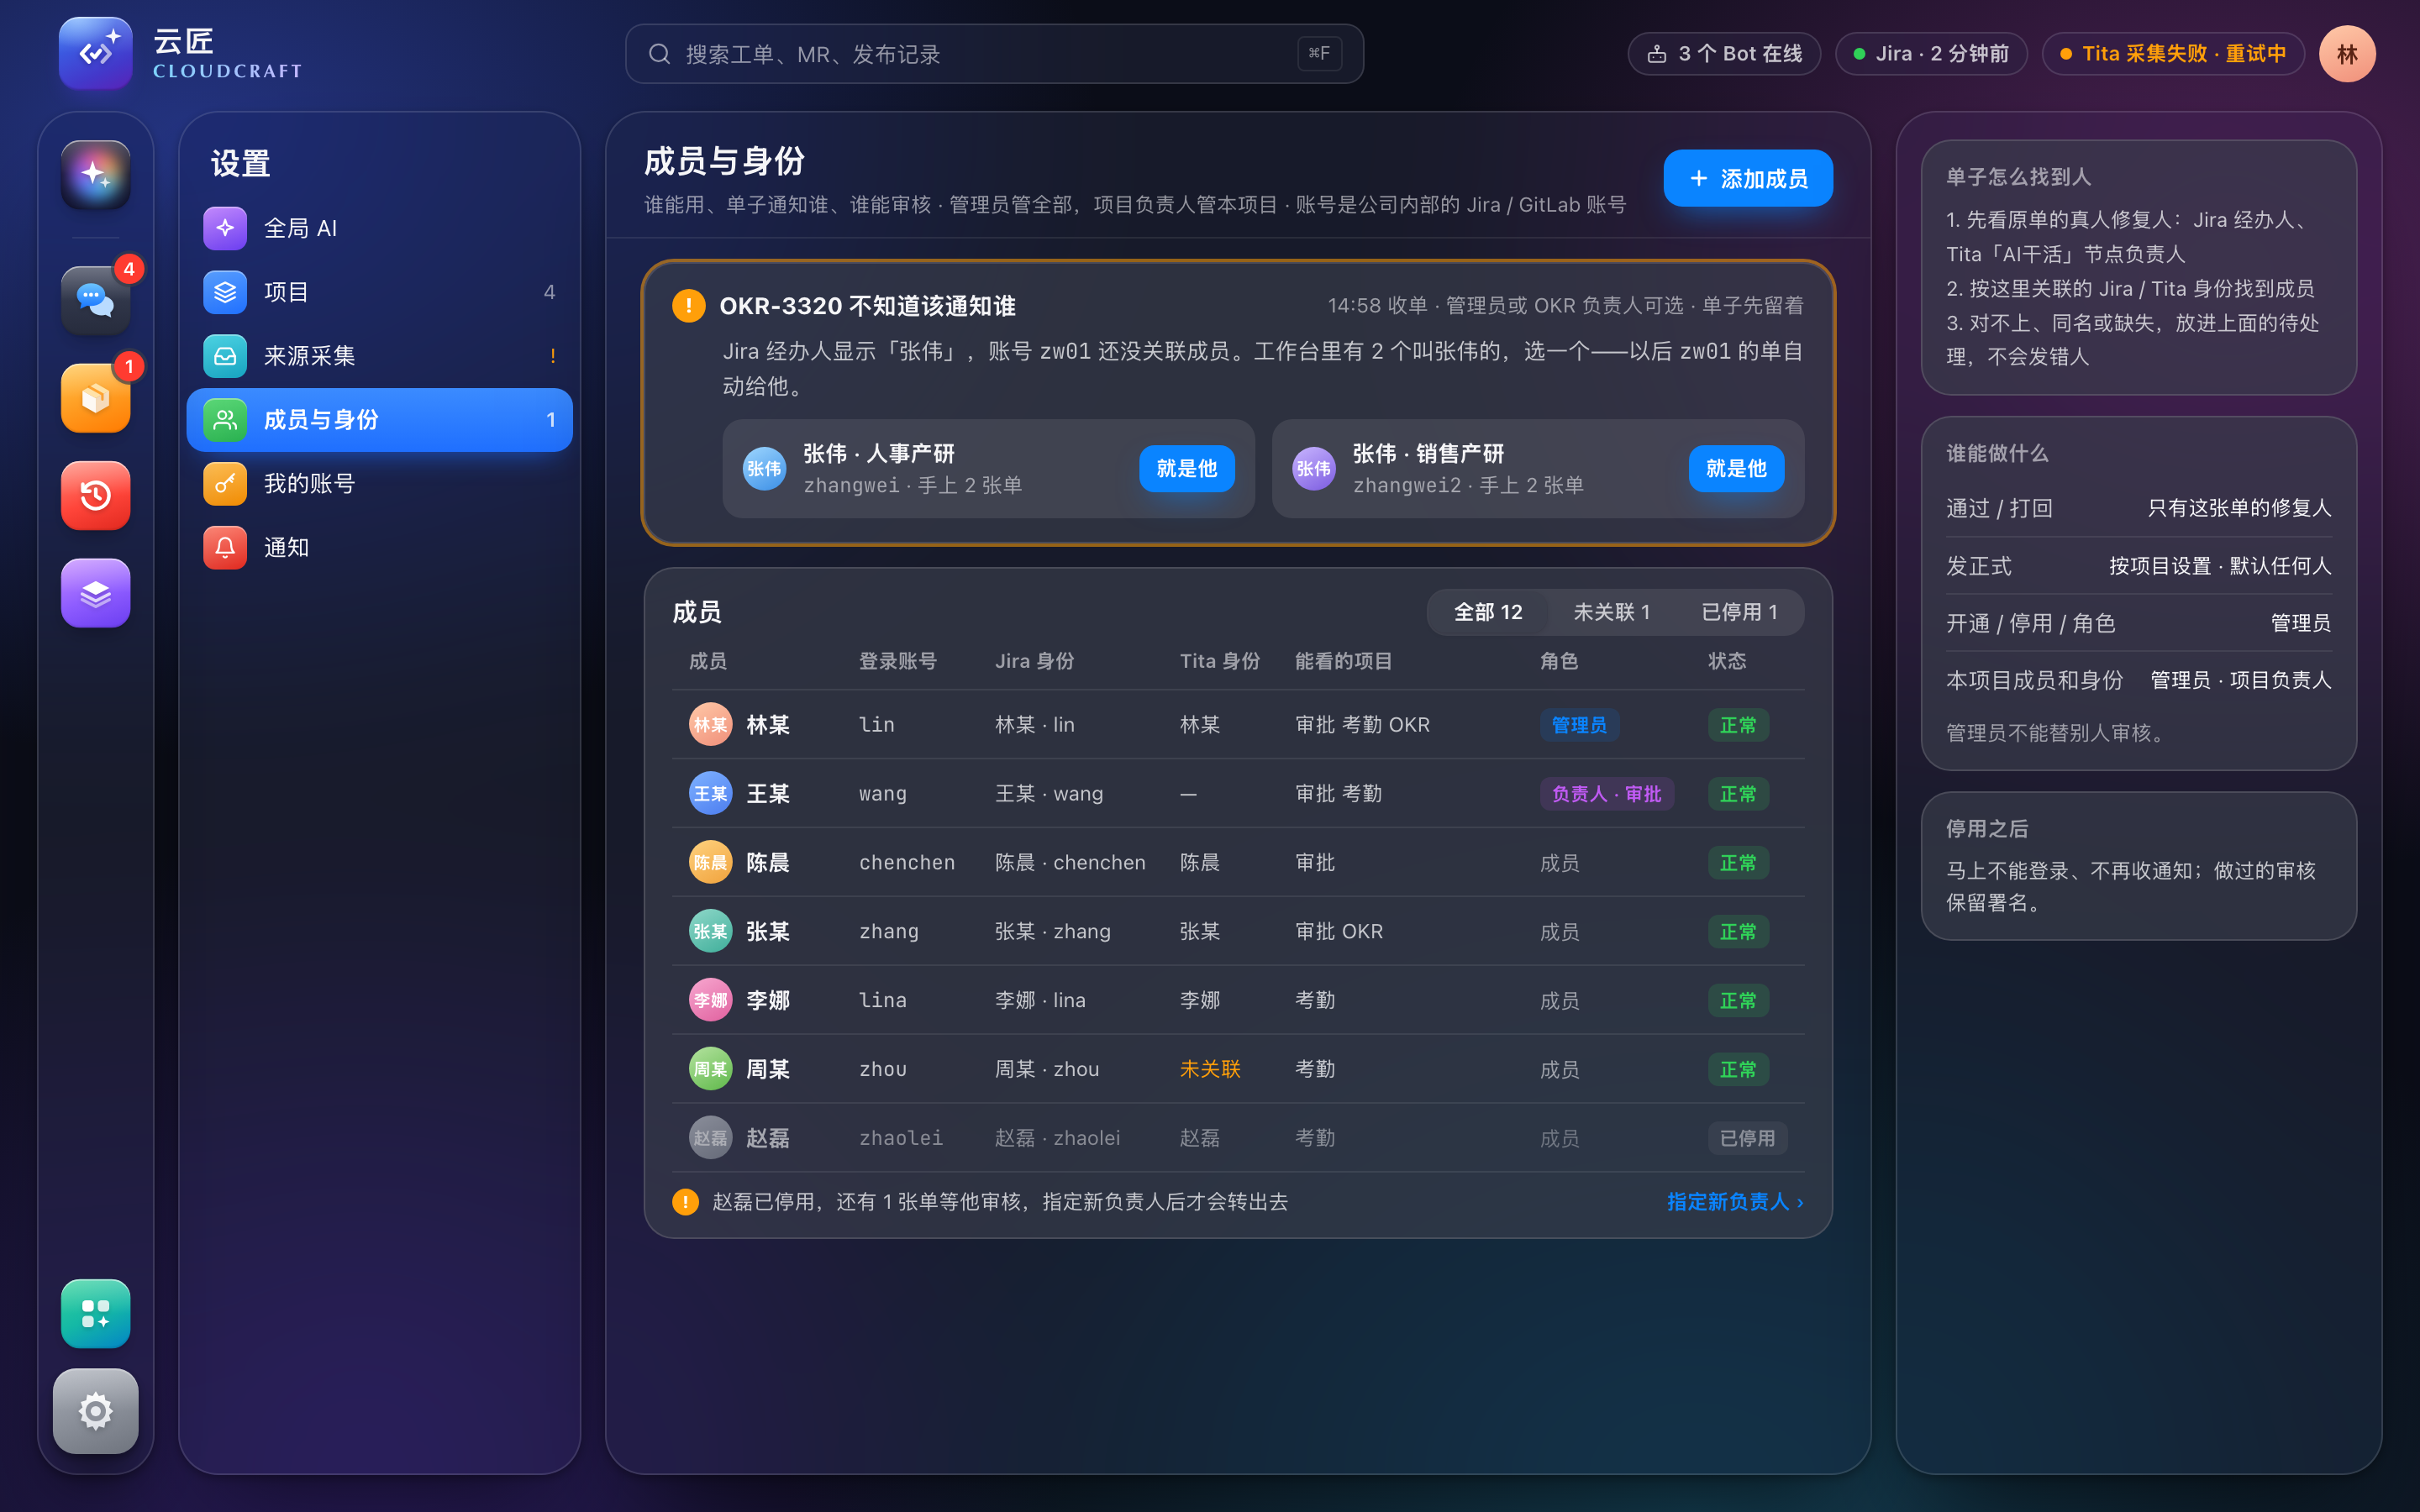 云匠
CLOUDCRAFT
搜索工单、MR、发布记录
⌘F
3 个 Bot 在线
Jira · 2 分钟前
Tita 采集失败 · 重试中
林
4
1
设置
全局 AI
项目 4
来源采集 !
成员与身份 1
我的账号
通知
成员与身份
谁能用、单子通知谁、谁能审核 · 管理员管全部，项目负责人管本项目 · 账号是公司内部的 Jira / GitLab 账号
+ 添加成员
! OKR-3320 不知道该通知谁 14:58 收单 · 管理员或 OKR 负责人可选 · 单子先留着
Jira 经办人显示「张伟」，账号 zw01 还没关联成员。工作台里有 2 个叫张伟的，选一个——以后 zw01 的单自
动给他。
张伟 张伟 · 人事产研
zhangwei · 手上 2 张单
就是他
张伟 张伟 · 销售产研
zhangwei2 · 手上 2 张单
就是他
成员
全部 12 未关联 1 已停用 1
成员 登录账号 Jira 身份 Tita 身份 能看的项目 角色 状态
林某 林某 lin 林某 · lin 林某 审批 考勤 OKR 管理员 正常
王某 王某 wang 王某 · wang — 审批 考勤 负责人 · 审批 正常
陈晨 陈晨 chenchen 陈晨 · chenchen 陈晨 审批 成员 正常
张某 张某 zhang 张某 · zhang 张某 审批 OKR 成员 正常
李娜 李娜 lina 李娜 · lina 李娜 考勤 成员 正常
周某 周某 zhou 周某 · zhou 未关联 考勤 成员 正常
赵磊 赵磊 zhaolei 赵磊 · zhaolei 赵磊 考勤 成员 已停用
! 赵磊已停用，还有 1 张单等他审核，指定新负责人后才会转出去 指定新负责人 ›
单子怎么找到人
1. 先看原单的真人修复人：Jira 经办人、
Tita「AI干活」节点负责人
2. 按这里关联的 Jira / Tita 身份找到成员
3. 对不上、同名或缺失，放进上面的待处
理，不会发错人
谁能做什么
通过 / 打回 只有这张单的修复人
发正式 按项目设置 · 默认任何人
开通 / 停用 / 角色 管理员
本项目成员和身份 管理员 · 项目负责人
管理员不能替别人审核。
停用之后
马上不能登录、不再收通知；做过的审核
保留署名。